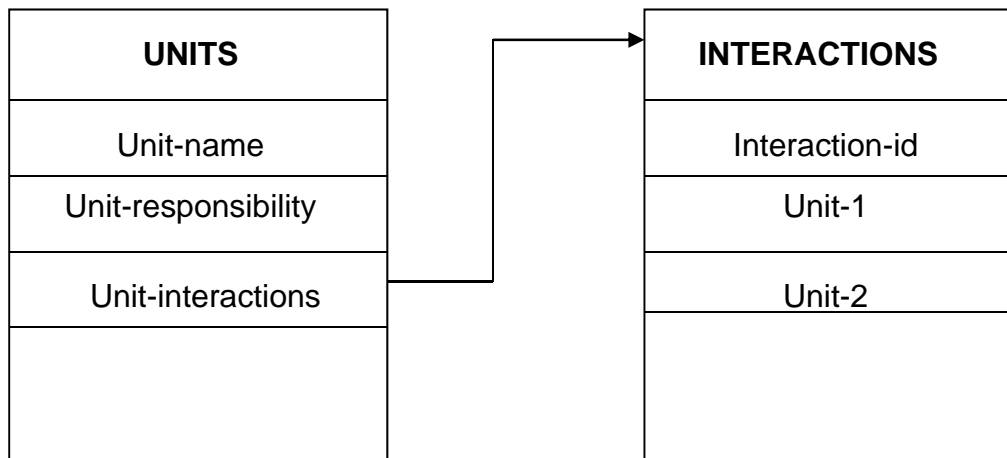 UNITS
Unit-name
Unit-responsibility
Unit-interactions
INTERACTIONS
Interaction-id
Unit-1
Unit-2